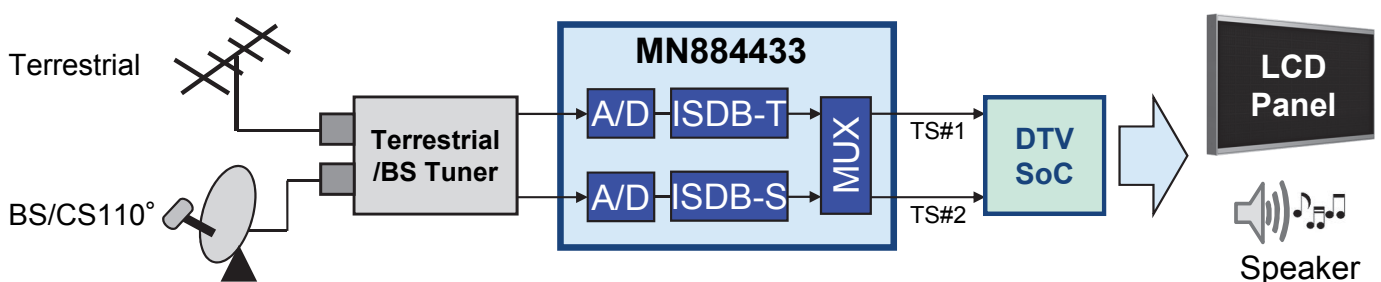 Terrestrial
BS/CS110°
Terrestrial
/BS Tuner
MN884433
A/D
ISDB-T
A/D
ISDB-S
MUX
TS#1
TS#2
DTV
SoC
LCD
Panel
Speaker